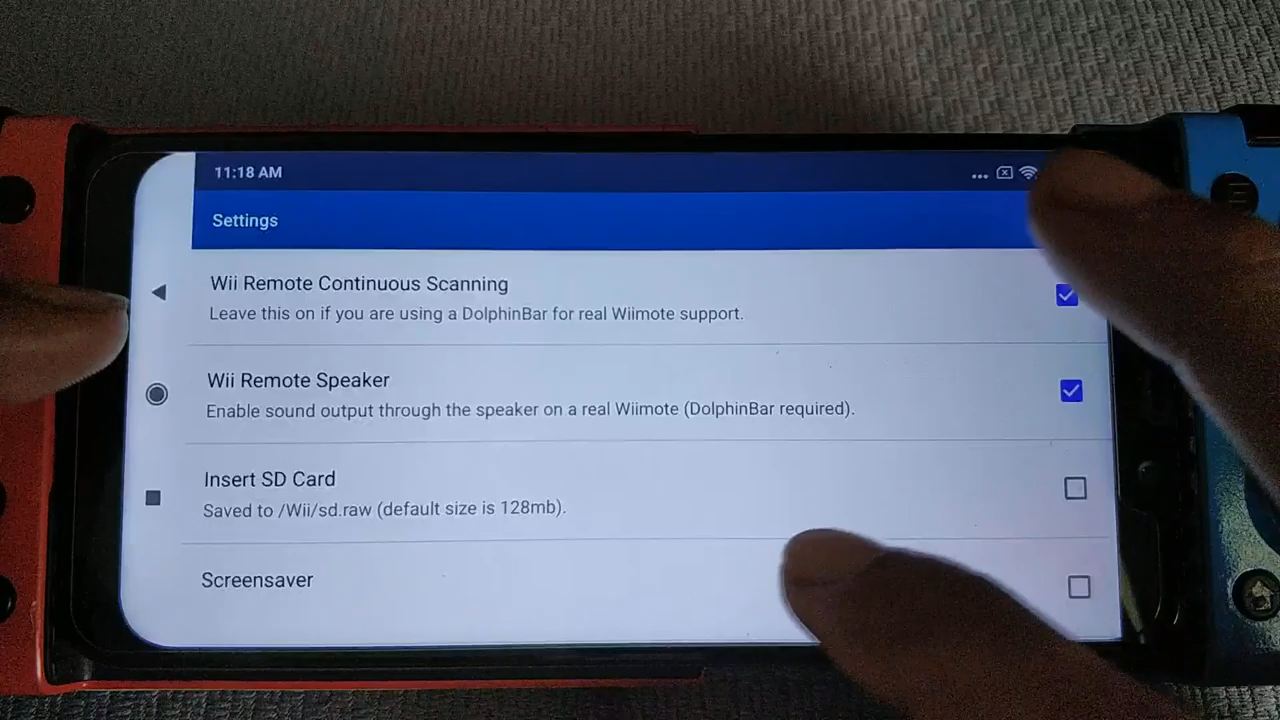 11:18 AM
Settings
Wii Remote Continuous Scanning
Leave this on if you are using a DolphinBar for real Wiimote support.
Wii Remote Speaker
Enable sound output through the speaker on a real Wiimote (DolphinBar required).
Insert SD Card
Saved to /Wii/sd.raw (default size is 128mb).
Screensaver